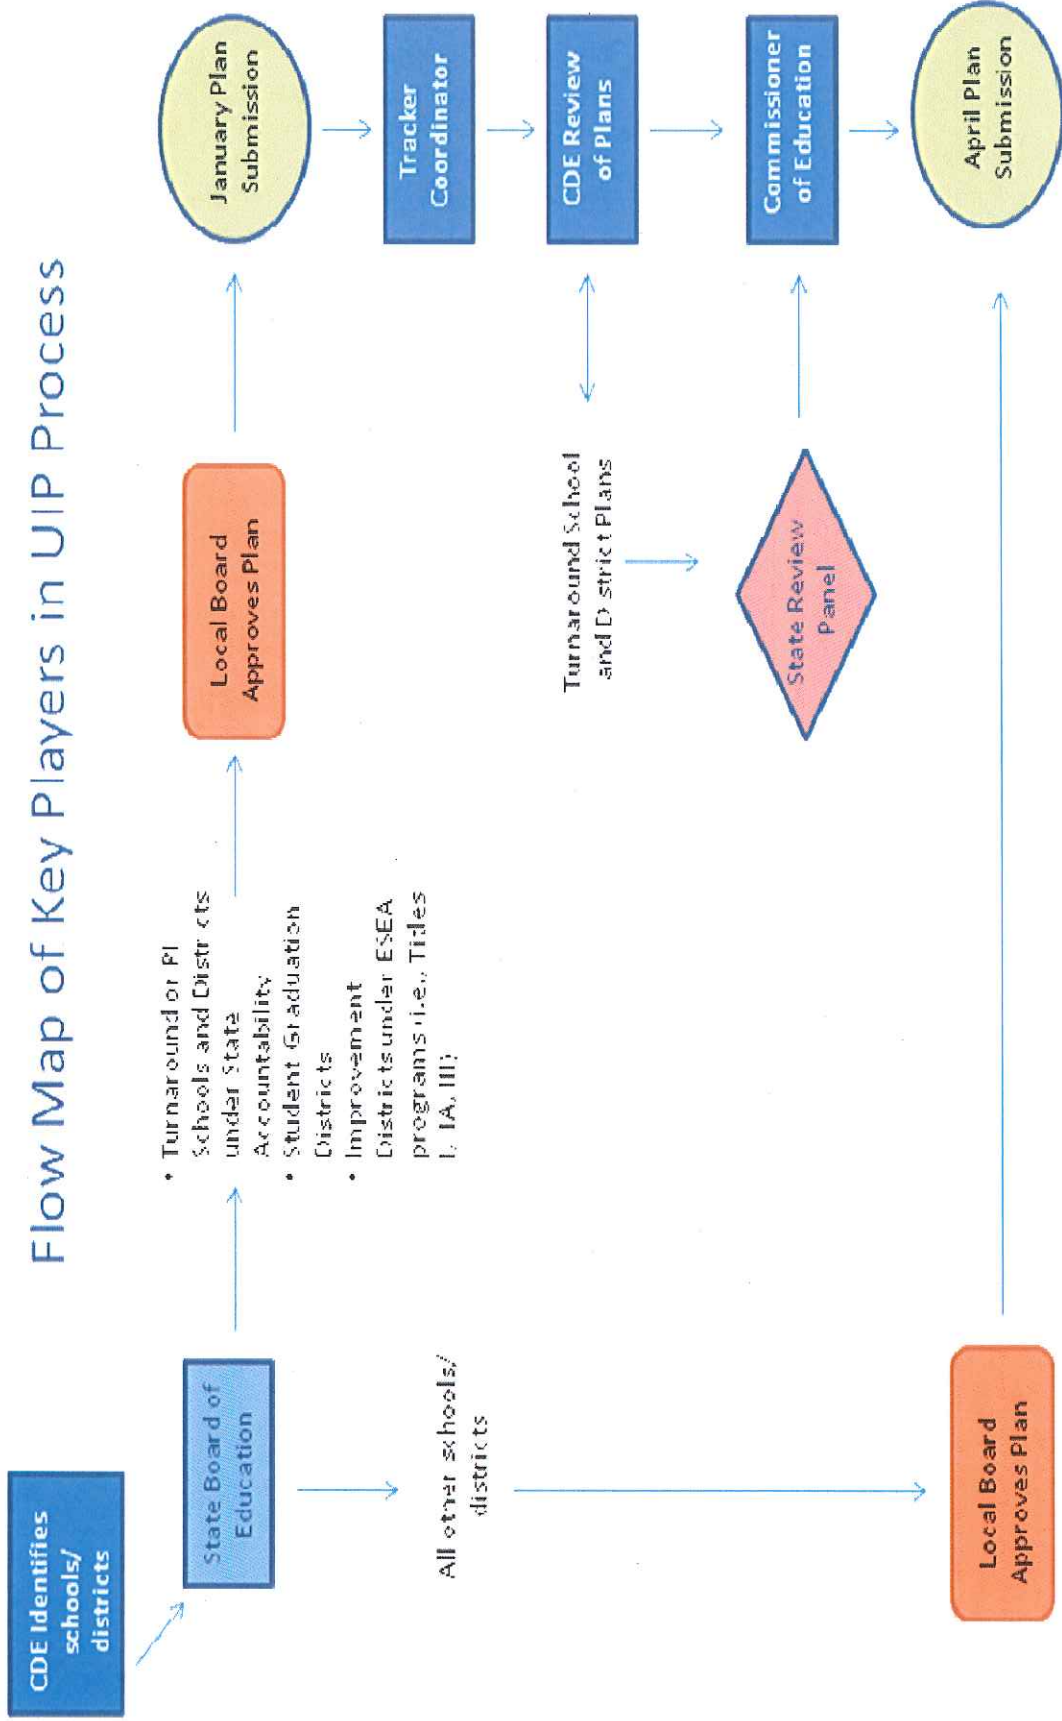 Flow Map of Key Players in UIP Process
CDE Identifies
schools/
districts
State Board of
Education
• Turnaround or PI
Schools and Districts
under State
Accountability
• Student Graduation
Districts
• Improvement
Districts under ESEA
programs (i.e., Titles
I, IIA, III)
Local Board
Approves Plan
January Plan
Submission
Tracker
Coordinator
CDE Review
of Plans
Turnaround School
and District Plans
State Review
Panel
Commissioner
of Education
All other schools/
districts
Local Board
Approves Plan
April Plan
Submission